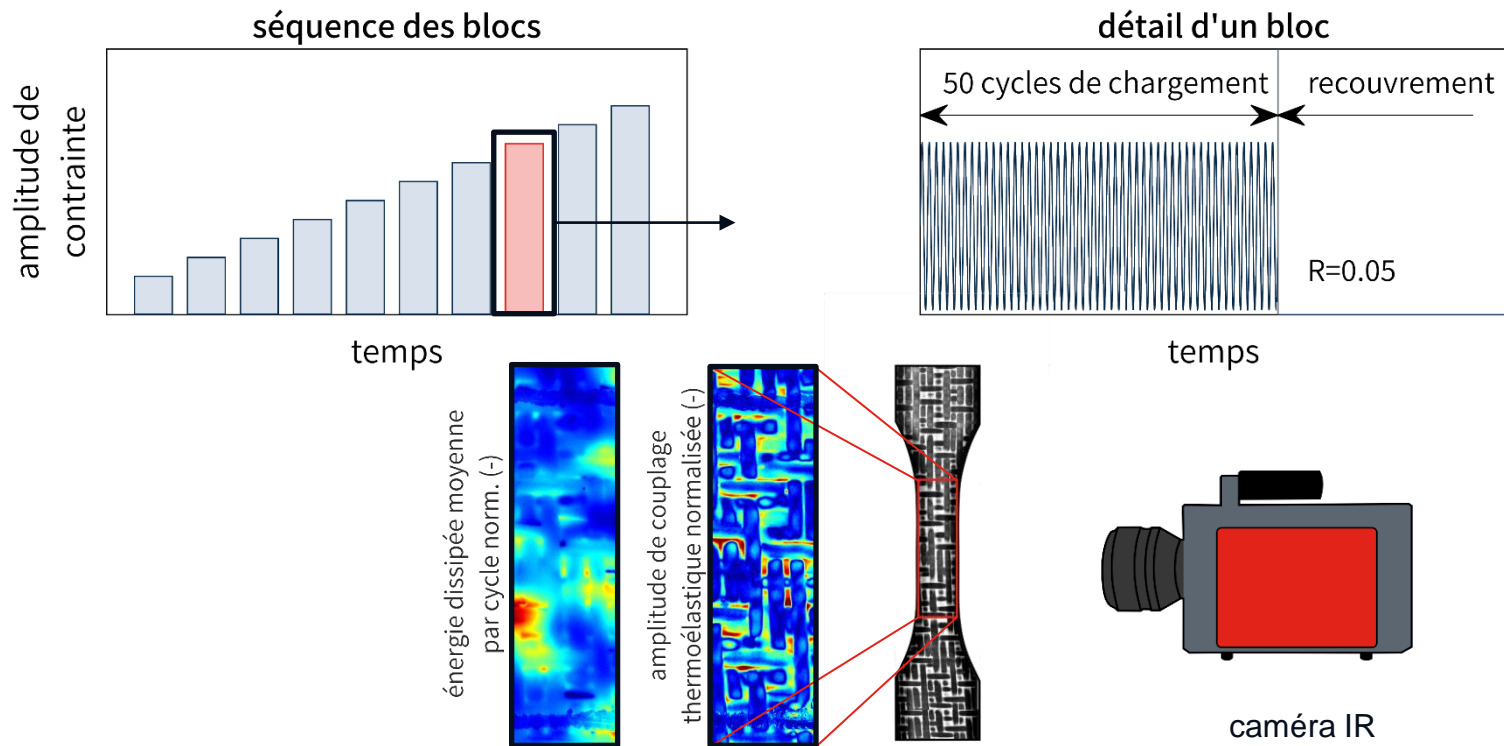 séquence des blocs
amplitude de
contrainte
temps
détail d'un bloc
50 cycles de chargement
recouvrement
R=0.05
temps
énergie dissipée moyenne
par cycle norm. (-)
amplitude de couplage
thermoélastique normalisée (-)
caméra IR